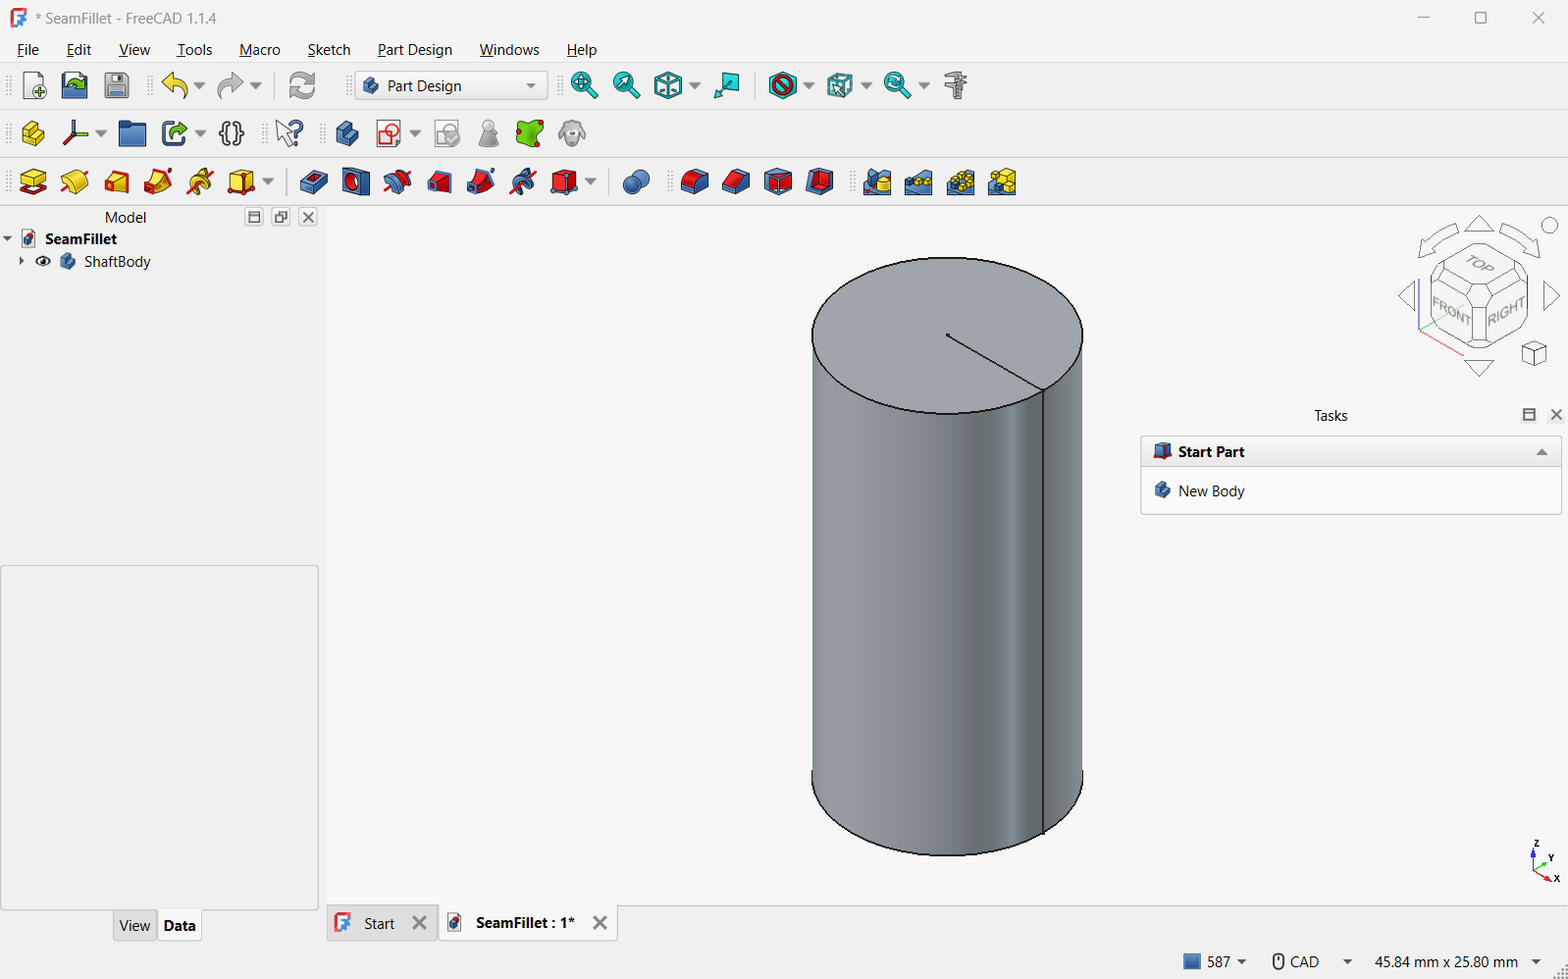 * SeamFillet - FreeCAD 1.1.4
File Edit View Tools Macro Sketch Part Design Windows Help
Part Design
Model
SeamFillet
ShaftBody
TOP
FRONT
RIGHT
Tasks
Start Part
New Body
Z
Y
X
View Data
Start
SeamFillet : 1*
587
CAD
45.84 mm x 25.80 mm